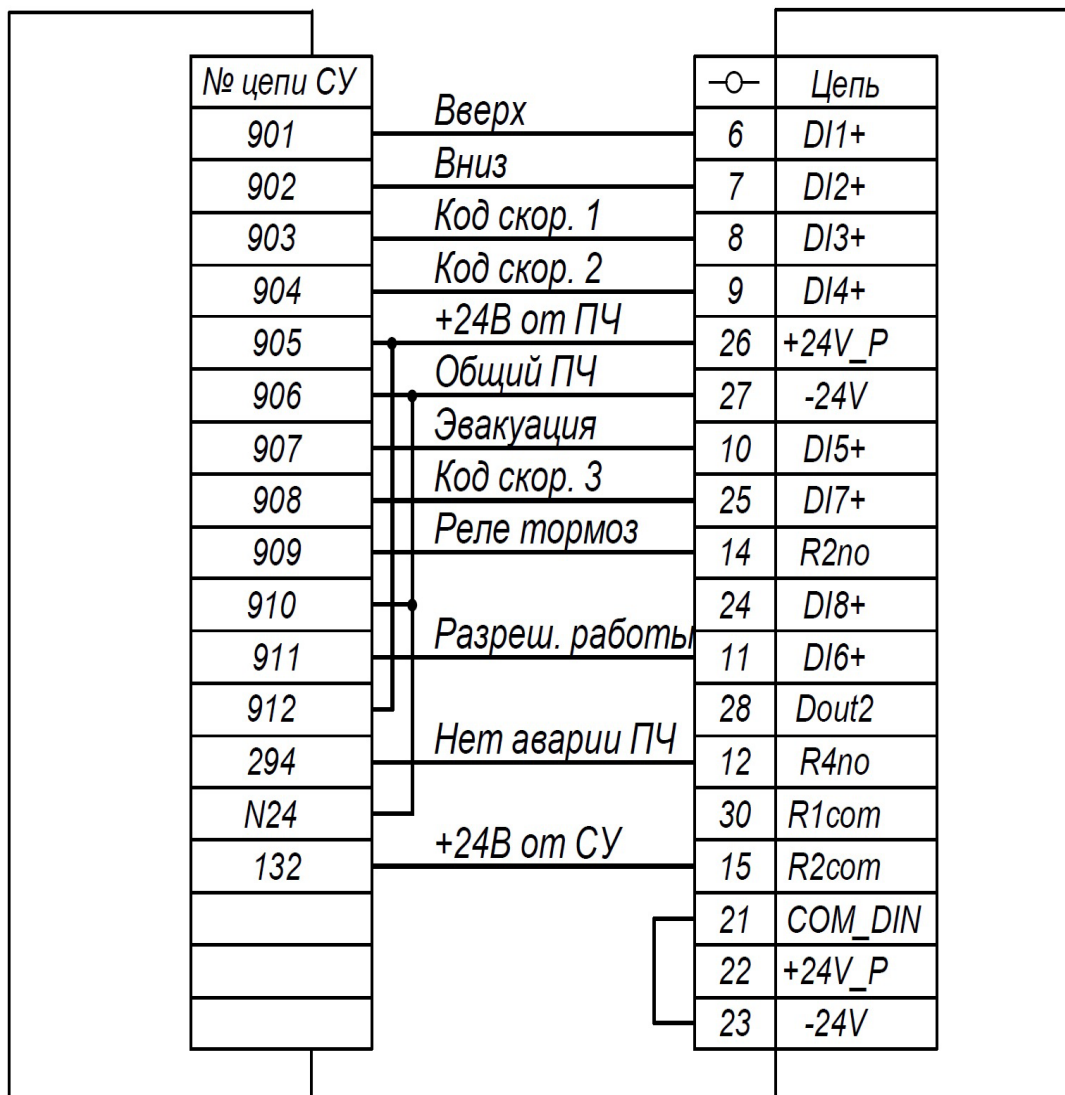 № цепи СУ Цепь
901 Вверх 6 DI1+
902 Вниз 7 DI2+
903 Код скор. 1 8 DI3+
904 Код скор. 2 9 DI4+
905 +24В от ПЧ 26 +24V_P
906 Общий ПЧ 27 -24V
907 Эвакуация 10 DI5+
908 Код скор. 3 25 DI7+
909 Реле тормоз 14 R2no
910 24 DI8+
911 Разреш. работы 11 DI6+
912 28 Dout2
294 Нет аварии ПЧ 12 R4no
N24 30 R1com
132 +24В от СУ 15 R2com
21 COM_DIN
22 +24V_P
23 -24V